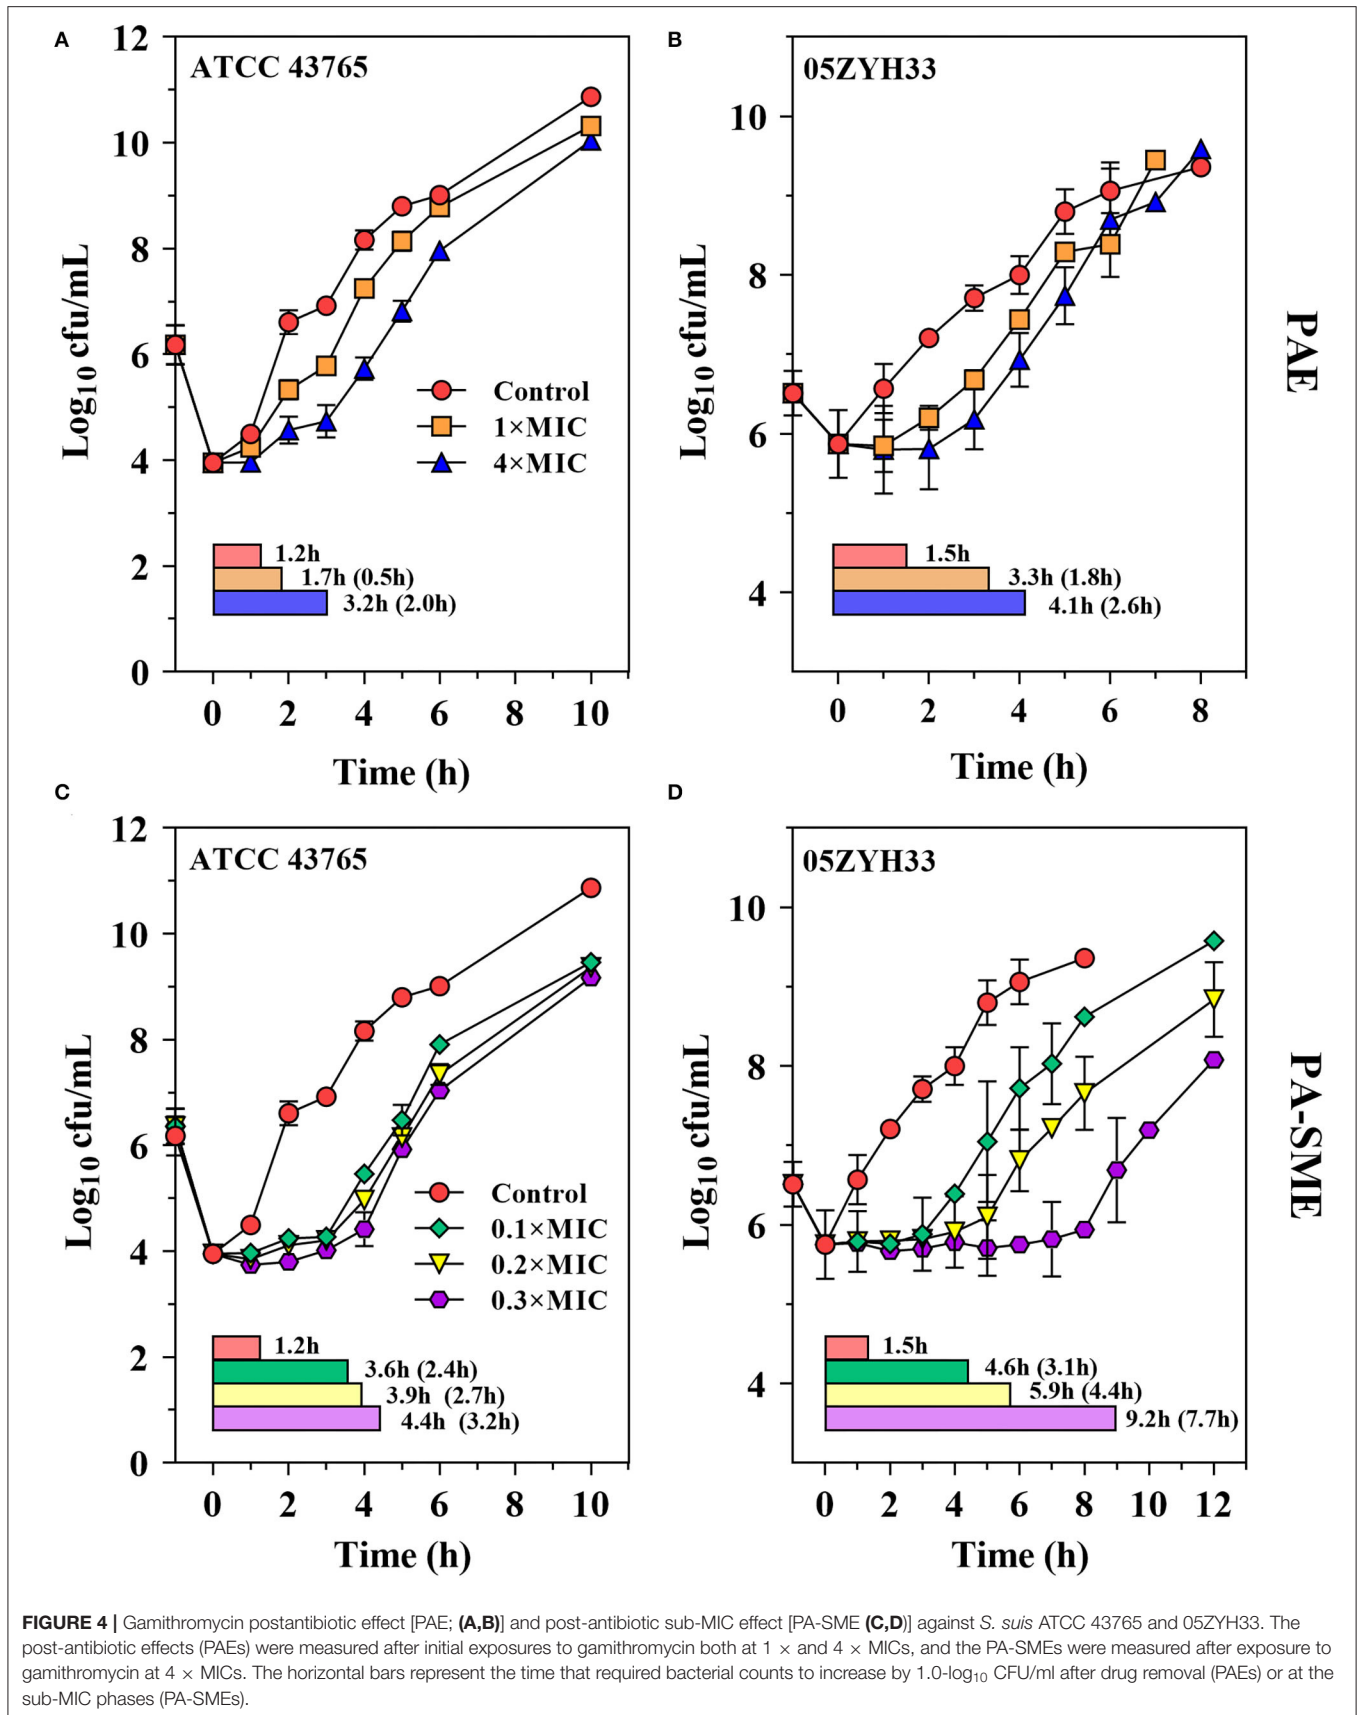 A
ATCC 43765
Log10 cfu/mL
12
10
8
6
4
2
0
Control
1×MIC
4×MIC
1.2h
1.7h (0.5h)
3.2h (2.0h)
0 2 4 6 8 10
Time (h)
B
05ZYH33
Log10 cfu/mL
10
8
6
4
1.5h
3.3h (1.8h)
4.1h (2.6h)
0 2 4 6 8
Time (h)
PAE
C
ATCC 43765
Log10 cfu/mL
12
10
8
6
4
2
0
Control
0.1×MIC
0.2×MIC
0.3×MIC
1.2h
3.6h (2.4h)
3.9h (2.7h)
4.4h (3.2h)
0 2 4 6 8 10
Time (h)
D
05ZYH33
Log10 cfu/mL
10
8
6
4
1.5h
4.6h (3.1h)
5.9h (4.4h)
9.2h (7.7h)
0 2 4 6 8 10 12
Time (h)
PA-SME
FIGURE 4 | Gamithromycin postantibiotic effect [PAE; (A,B)] and post-antibiotic sub-MIC effect [PA-SME (C,D)] against S. suis ATCC 43765 and 05ZYH33. The
post-antibiotic effects (PAEs) were measured after initial exposures to gamithromycin both at 1 × and 4 × MICs, and the PA-SMEs were measured after exposure to
gamithromycin at 4 × MICs. The horizontal bars represent the time that required bacterial counts to increase by 1.0-log10 CFU/ml after drug removal (PAEs) or at the
sub-MIC phases (PA-SMEs).